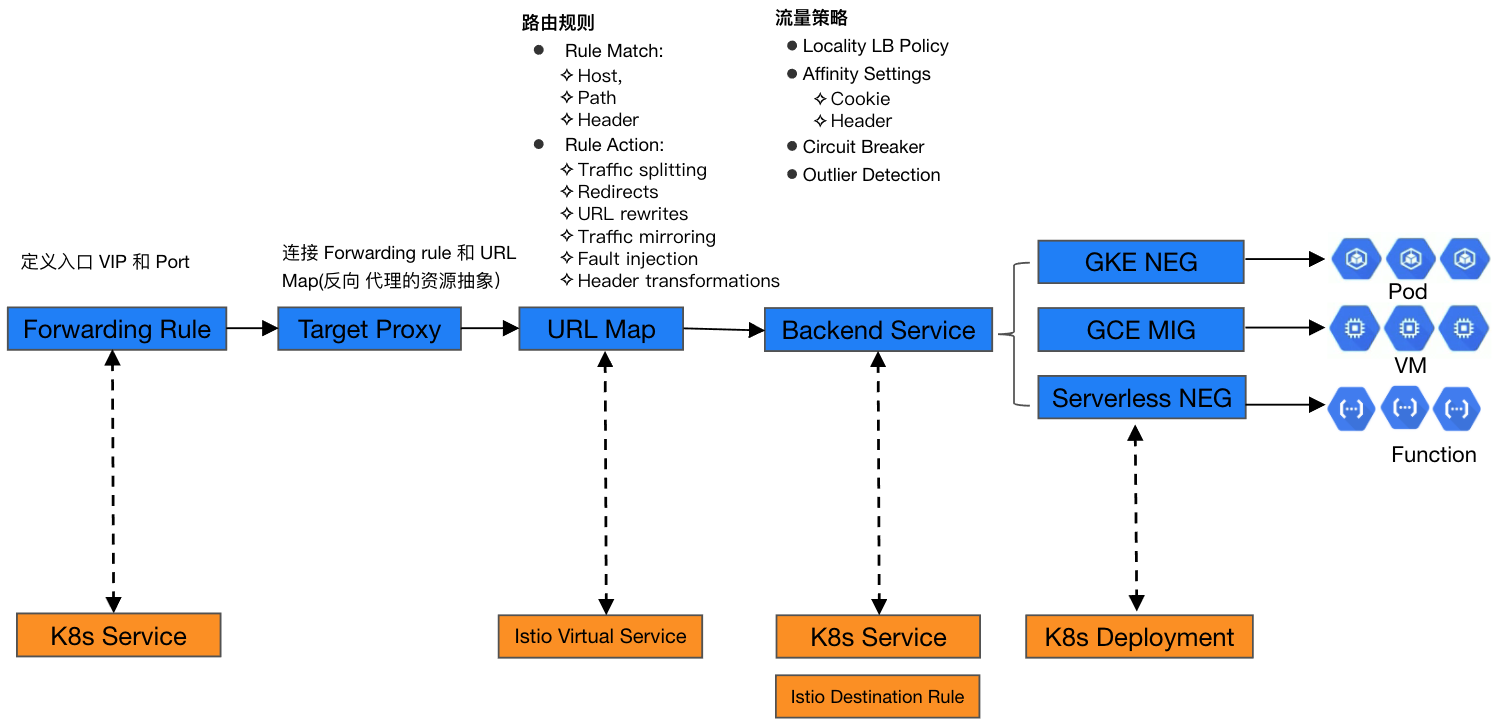 路由规则
Rule Match:
Host,
Path
Header
Rule Action:
Traffic splitting
Redirects
URL rewrites
Traffic mirroring
Fault injection
Header transformations
流量策略
Locality LB Policy
Affinity Settings
Cookie
Header
Circuit Breaker
Outlier Detection
定义入口 VIP 和 Port
连接 Forwarding rule 和 URL
Map(反向 代理的资源抽象）
Forwarding Rule
Target Proxy
URL Map
Backend Service
GKE NEG
GCE MIG
Serverless NEG
Pod
VM
Function
K8s Service
Istio Virtual Service
K8s Service
Istio Destination Rule
K8s Deployment